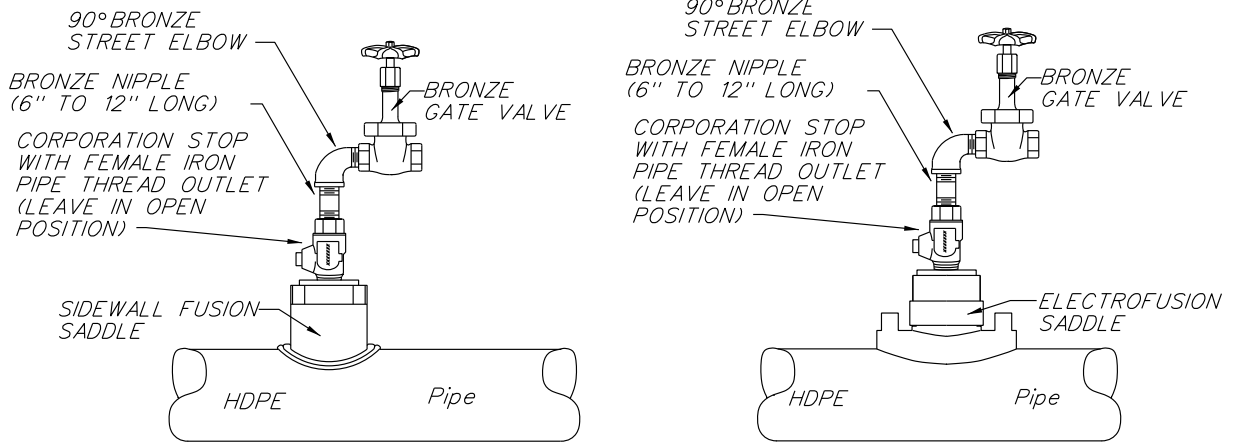 90° BRONZE
STREET ELBOW
BRONZE NIPPLE
(6" TO 12" LONG)
BRONZE
GATE VALVE
CORPORATION STOP
WITH FEMALE IRON
PIPE THREAD OUTLET
(LEAVE IN OPEN
POSITION)
SIDEWALL FUSION
SADDLE
HDPE Pipe
90° BRONZE
STREET ELBOW
BRONZE NIPPLE
(6" TO 12" LONG)
BRONZE
GATE VALVE
CORPORATION STOP
WITH FEMALE IRON
PIPE THREAD OUTLET
(LEAVE IN OPEN
POSITION)
ELECTROFUSION
SADDLE
HDPE Pipe